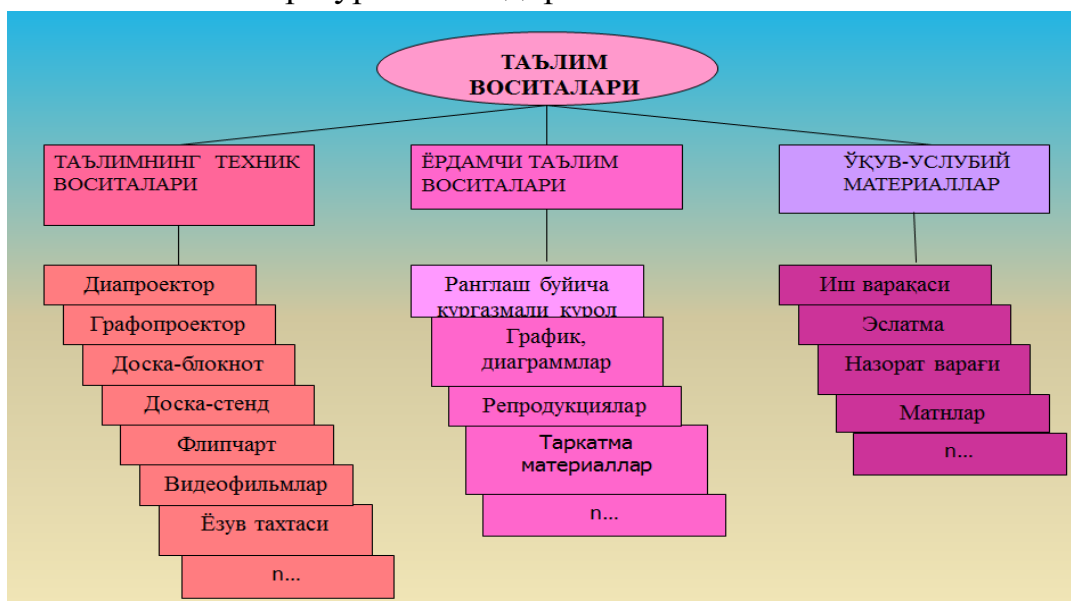 ТАЪЛИМ
ВОСИТАЛАРИ
ТАЪЛИМНИНГ ТЕХНИК
ВОСИТАЛАРИ
Диапроектор
Графопроектор
Доска-блокнот
Доска-стенд
Флипчарт
Видеофильмлар
Ёзув тахтаси
n...
ЁРДАМЧИ ТАЪЛИМ
ВОСИТАЛАРИ
Ранглаш буйича
кургазмали курол
График,
диаграммлар
Репродукциялар
Таркатма
материаллар
n...
ЎҚУВ-УСЛУБИЙ
МАТЕРИАЛЛАР
Иш варақаси
Эслатма
Назорат варағи
Матнлар
n...